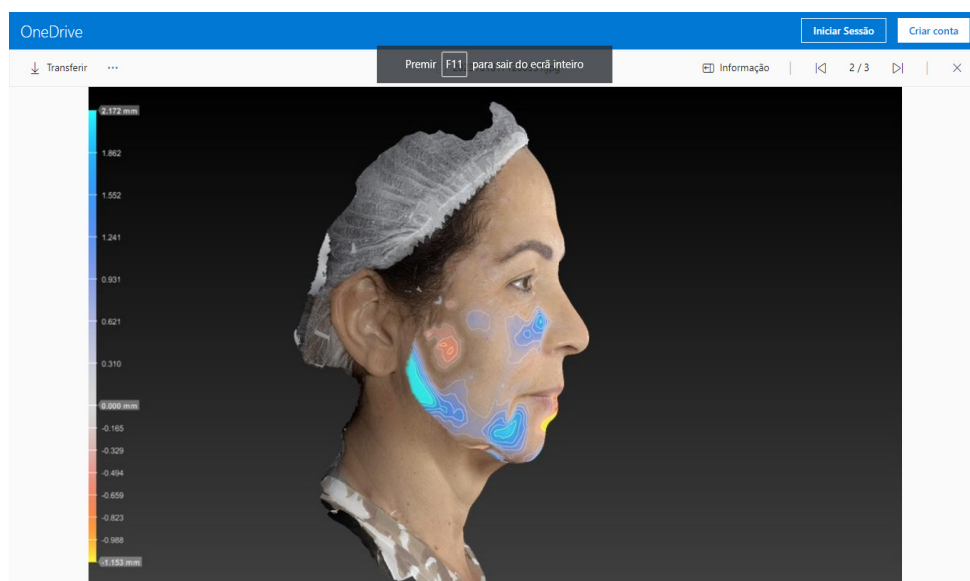 OneDrive
Iniciar Sessão
Criar conta
Transferir
Premir F11 para sair do ecrã inteiro
Informação
2 / 3
2.172 mm
1.862
1.552
1.241
0.931
0.621
0.310
0.000 mm
-0.165
-0.329
-0.494
-0.659
-0.823
-0.988
-1.153 mm